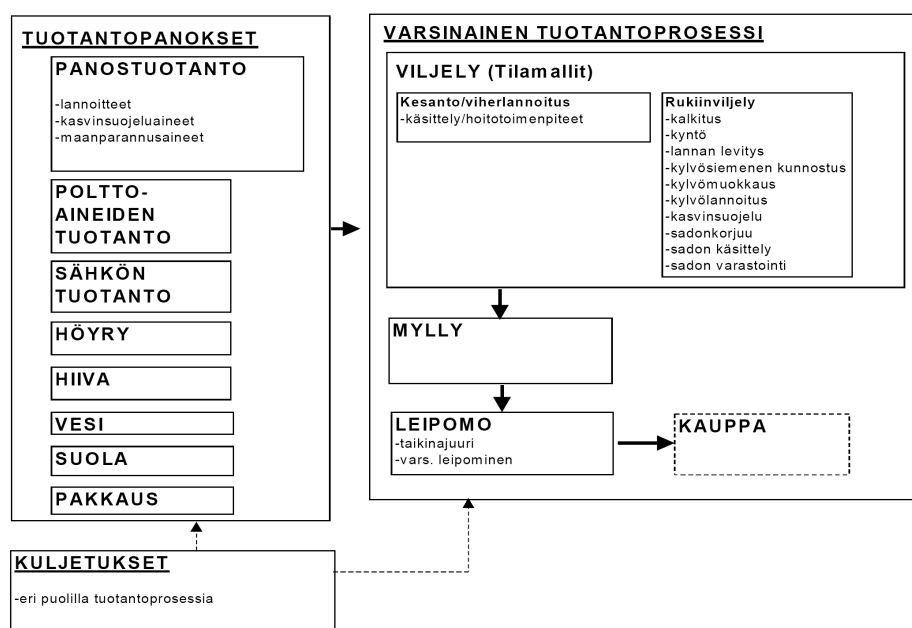 TUOTANTOPANOKSET
PANOSTUOTANTO
-lannoitteet
-kasvinsuojeluaineet
-maanparannusaineet
POLTTO-
AINEIDEN
TUOTANTO
SÄHKÖN
TUOTANTO
HÖYRY
HIIVA
VESI
SUOLA
PAKKAUS
KULJETUKSET
-eri puolilla tuotantoprosessia
VARSINAINEN TUOTANTOPROSESSI
VILJELY (Tilamallit)
Kesanto/viherlannoitus
-käsittely/hoitotoimenpiteet
Rukiinviljely
-kalkitus
-kyntö
-lannan levitys
-kylvösiemenen kunnostus
-kylvömuokkaus
-kylvölannoitus
-kasvinsuojelu
-sadonkorjuu
-sadon käsittely
-sadon varastointi
MYLLY
LEIPOMO
-taikinajuuri
-vars. leipominen
KAUPPA